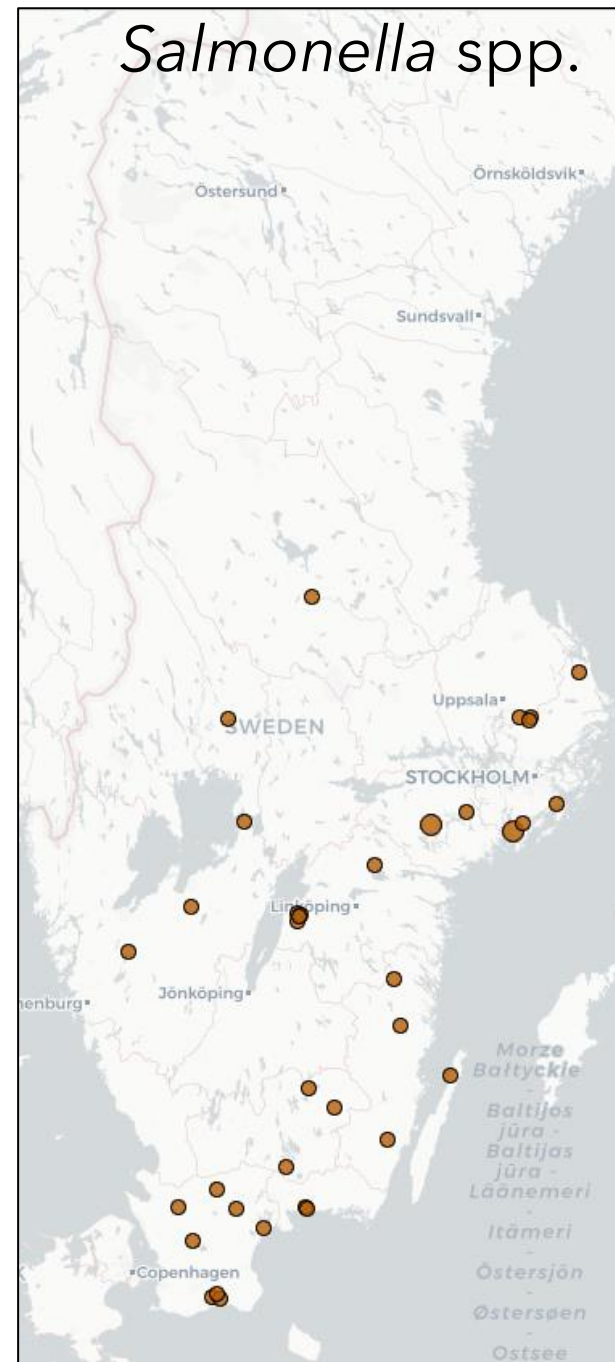 Salmonella spp.
Örnsköldsvik
Östersund
Sundsvall
Uppsala
SWEDEN
STOCKHOLM
Linköping
Jönköping
nenburg
Morze
Bałtyckie
-
Baltijos
jūra -
Baltijas
jūra -
Läänemeri
-
Itämeri
-
Östersjön
-
Østersøen
-
Ostsee
Copenhagen